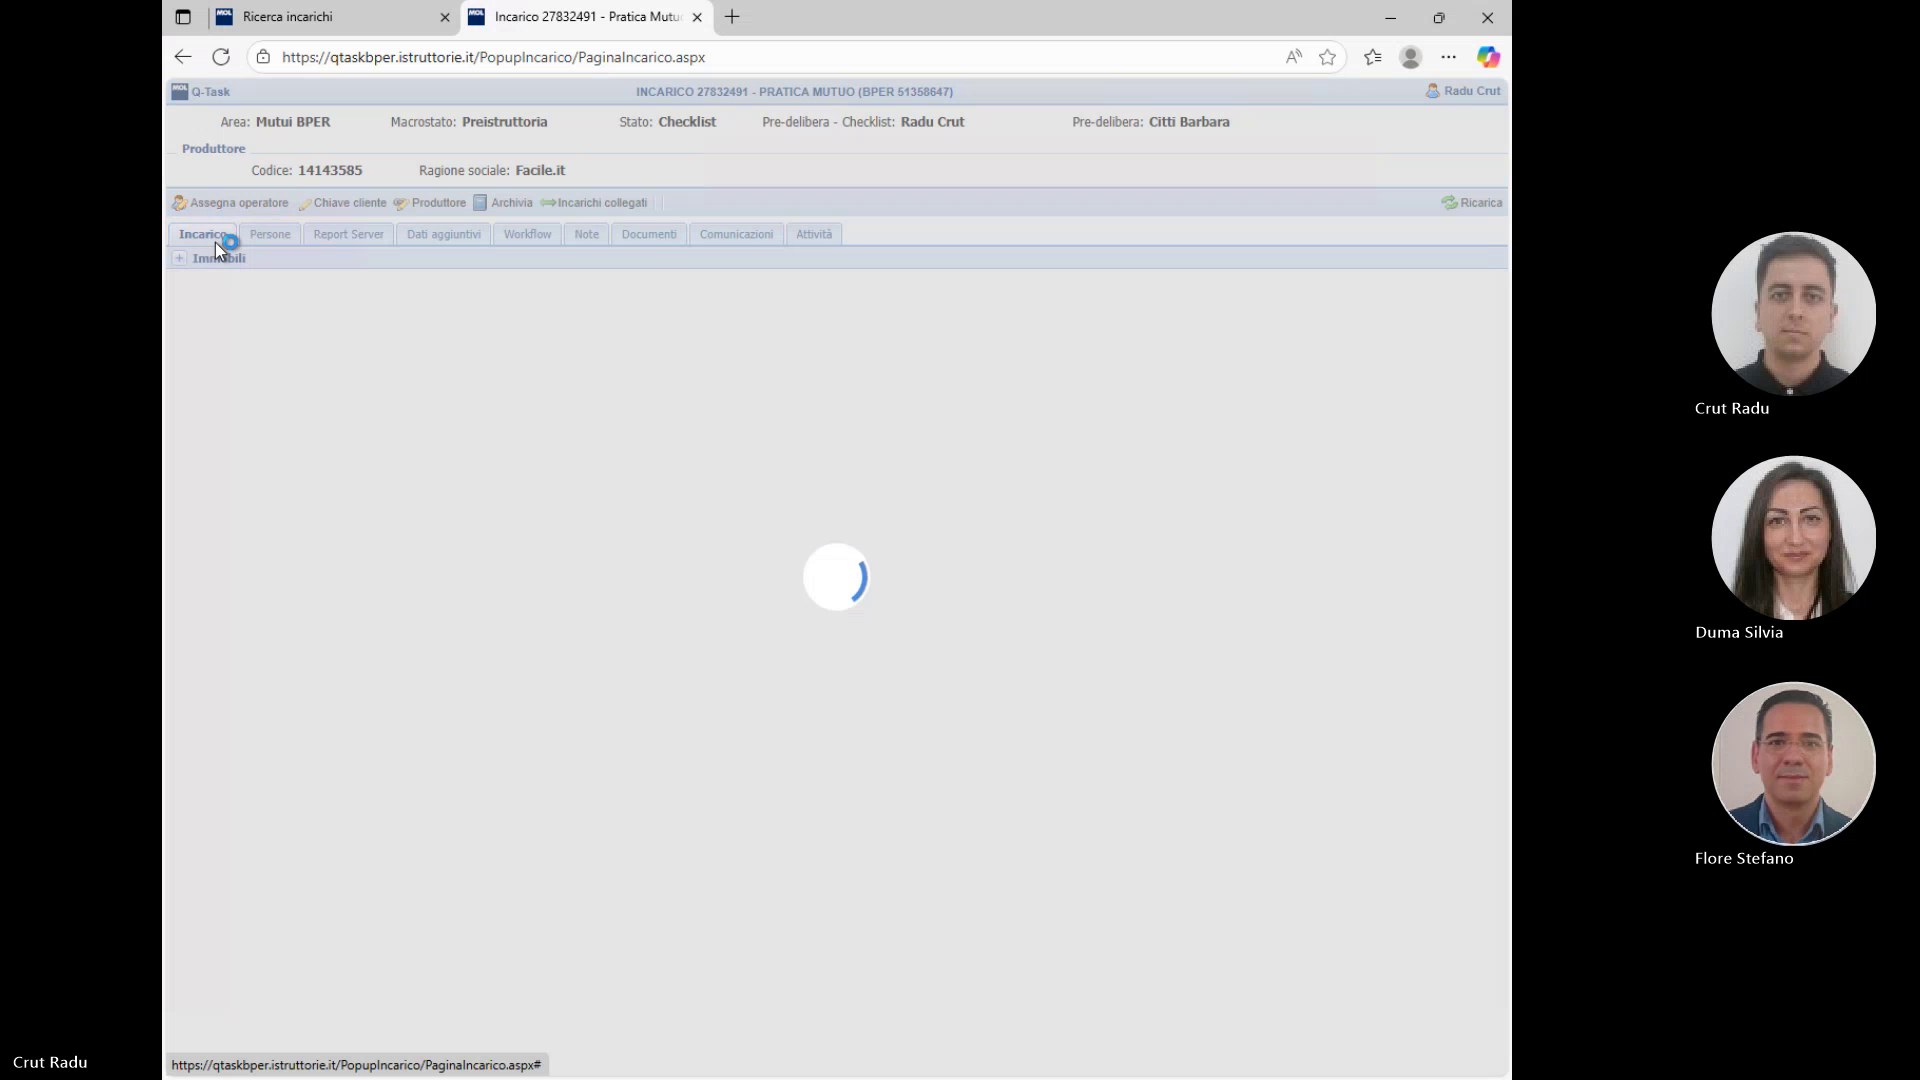 Ricerca incarichi
Incarico 27832491 - Pratica Mutu
https://qtaskbper.istruttorie.it/PopupIncarico/PaginaIncarico.aspx
MOL Q-Task
INCARICO 27832491 - PRATICA MUTUO (BPER 51358647)
Radu Crut
Area: Mutui BPER Macrostato: Preistruttoria Stato: Checklist Pre-delibera - Checklist: Radu Crut Pre-delibera: Citti Barbara
Produttore
Codice: 14143585 Ragione sociale: Facile.it
Assegna operatore Chiave cliente Produttore Archivia Incarichi collegati Ricarica
Incarico Persone Report Server Dati aggiuntivi Workflow Note Documenti Comunicazioni Attività
Immobili
https://qtaskbper.istruttorie.it/PopupIncarico/PaginaIncarico.aspx#
Crut Radu
Duma Silvia
Flore Stefano
Crut Radu